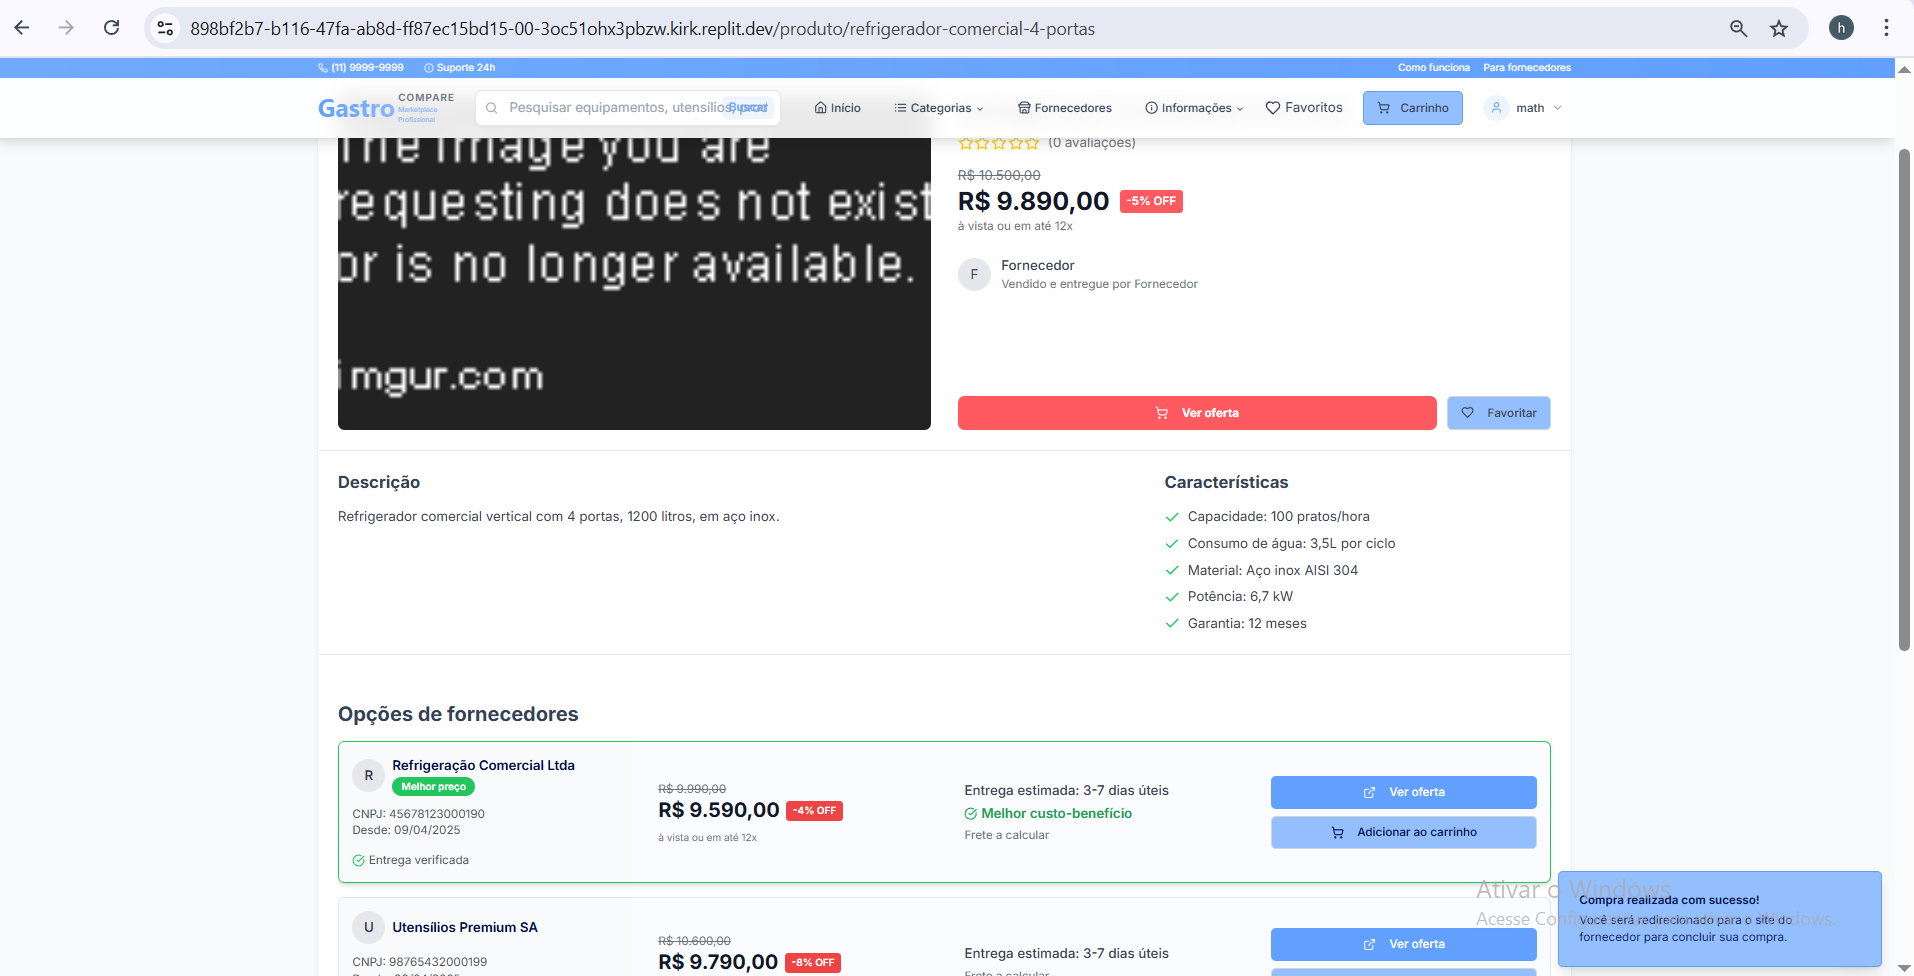 898bf2b7-b116-47fa-ab8d-ff87ec15bd15-00-3oc51ohx3pbzw.kirk.replit.dev/produto/refrigerador-comercial-4-portas
h
(11) 9999-9999 Suporte 24h Como funciona Para fornecedores
Gastro COMPARE
Marketplace
Profissional
Pesquisar equipamentos, utensílios, prod Buscar
Início Categorias Fornecedores Informações Favoritos Carrinho math
The image you are
requesting does not exist
or is no longer available.
imgur.com
(0 avaliações)
R$ 10.500,00
R$ 9.890,00 -5% OFF
à vista ou em até 12x
F
Fornecedor
Vendido e entregue por Fornecedor
Ver oferta Favoritar
Descrição
Refrigerador comercial vertical com 4 portas, 1200 litros, em aço inox.
Características
Capacidade: 100 pratos/hora
Consumo de água: 3,5L por ciclo
Material: Aço inox AISI 304
Potência: 6,7 kW
Garantia: 12 meses
Opções de fornecedores
R
Refrigeração Comercial Ltda
Melhor preço
CNPJ: 45678123000190
Desde: 09/04/2025
Entrega verificada
R$ 9.990,00
R$ 9.590,00 -4% OFF
à vista ou em até 12x
Entrega estimada: 3-7 dias úteis
Melhor custo-benefício
Frete a calcular
Ver oferta
Adicionar ao carrinho
U
Utensílios Premium SA
CNPJ: 98765432000199
R$ 10.600,00
R$ 9.790,00 -8% OFF
Entrega estimada: 3-7 dias úteis
Frete a calcular
Ver oferta
Ativar o Windows
Compra realizada com sucesso!
Você será redirecionado para o site do
fornecedor para concluir sua compra.